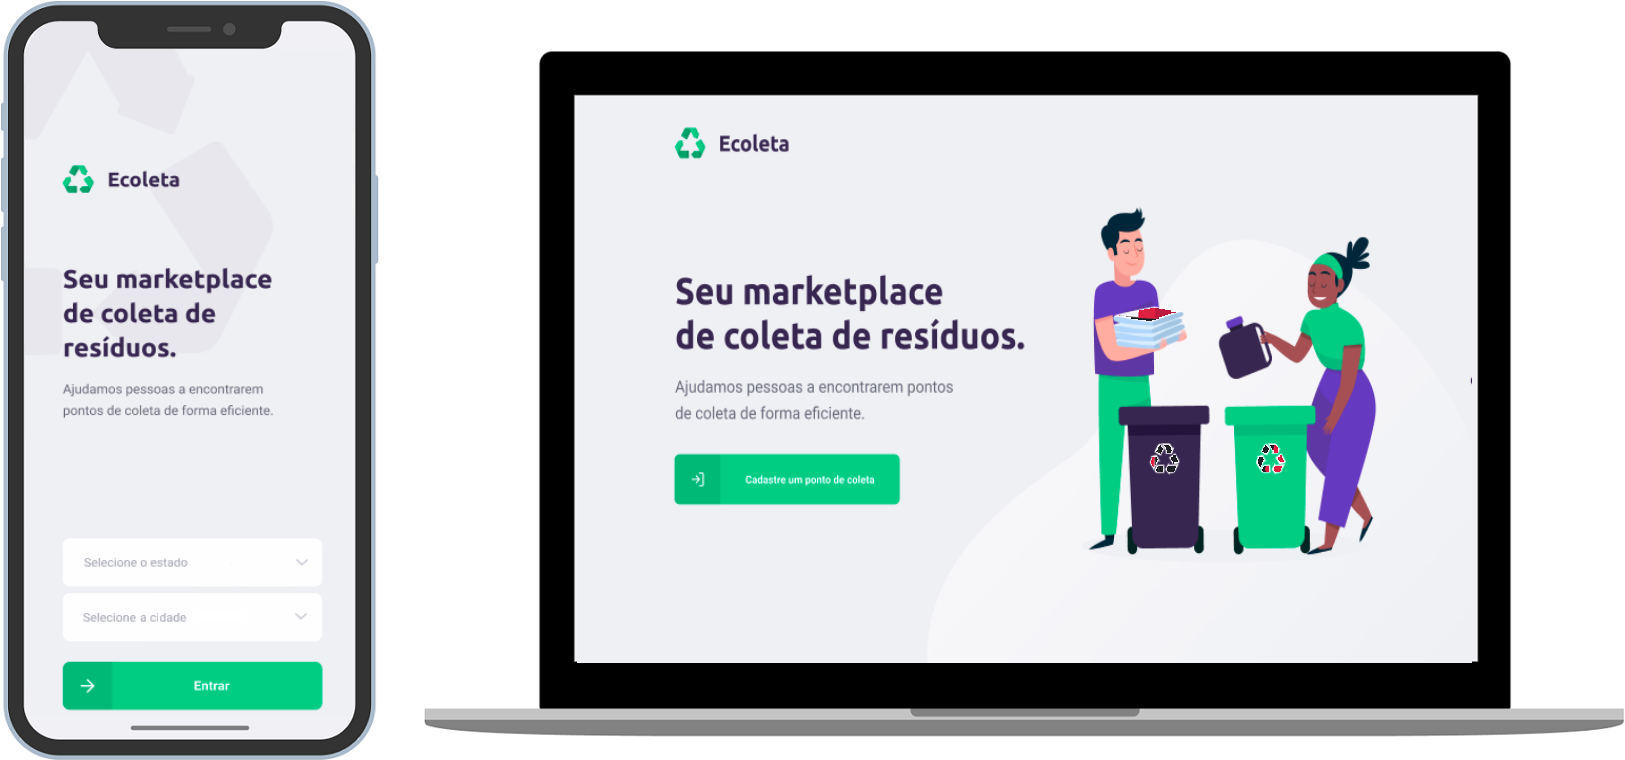 Ecoleta
Seu marketplace
de coleta de
resíduos.
Ajudamos pessoas a encontrarem
pontos de coleta de forma eficiente.
Selecione o estado
Selecione a cidade
Entrar
Ecoleta
Seu marketplace
de coleta de resíduos.
Ajudamos pessoas a encontrarem pontos
de coleta de forma eficiente.
Cadastre um ponto de coleta